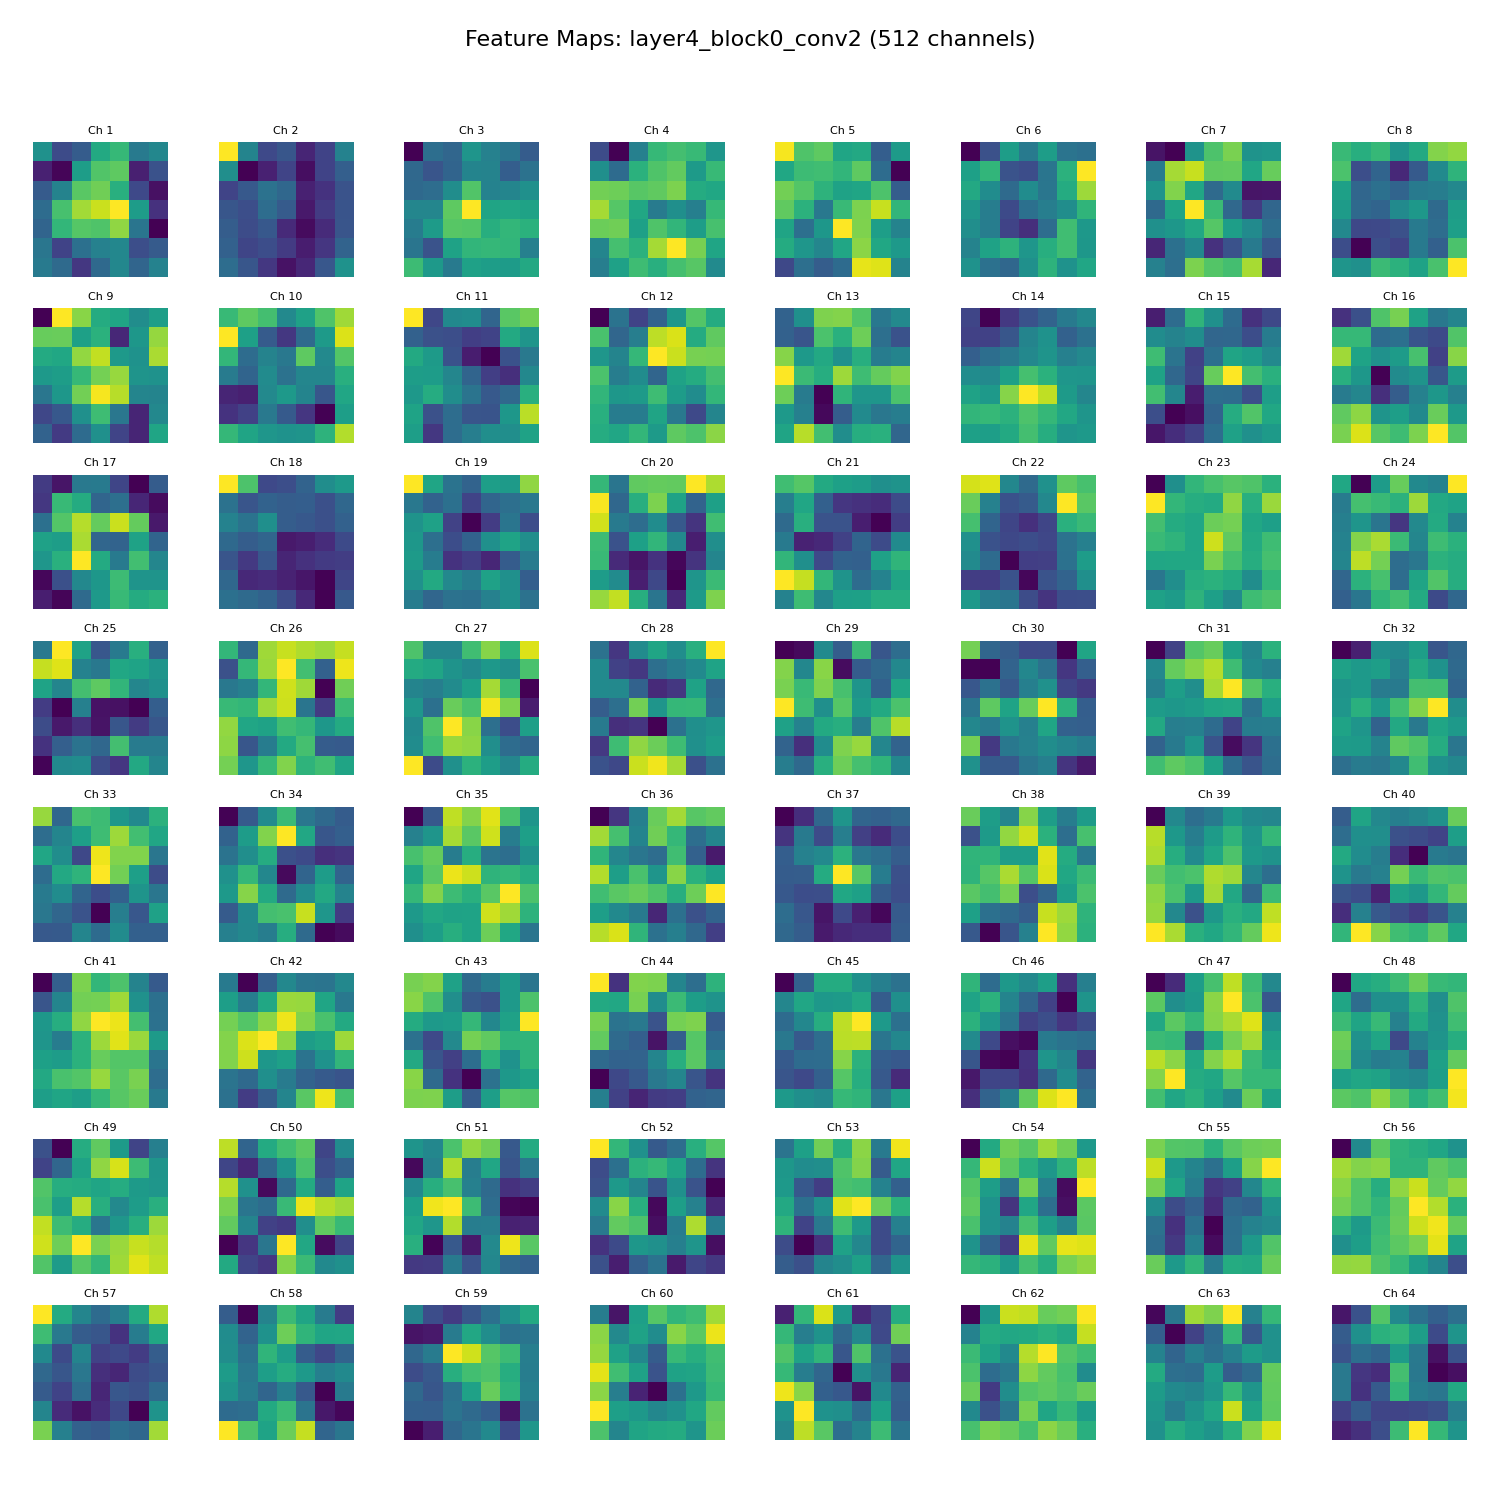 Feature Maps: layer4_block0_conv2 (512 channels)
Ch 1 Ch 2 Ch 3 Ch 4 Ch 5 Ch 6 Ch 7 Ch 8
Ch 9 Ch 10 Ch 11 Ch 12 Ch 13 Ch 14 Ch 15 Ch 16
Ch 17 Ch 18 Ch 19 Ch 20 Ch 21 Ch 22 Ch 23 Ch 24
Ch 25 Ch 26 Ch 27 Ch 28 Ch 29 Ch 30 Ch 31 Ch 32
Ch 33 Ch 34 Ch 35 Ch 36 Ch 37 Ch 38 Ch 39 Ch 40
Ch 41 Ch 42 Ch 43 Ch 44 Ch 45 Ch 46 Ch 47 Ch 48
Ch 49 Ch 50 Ch 51 Ch 52 Ch 53 Ch 54 Ch 55 Ch 56
Ch 57 Ch 58 Ch 59 Ch 60 Ch 61 Ch 62 Ch 63 Ch 64